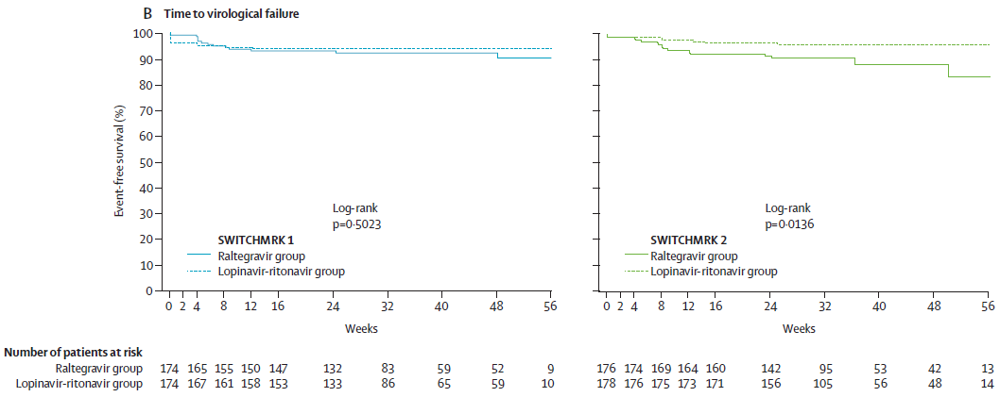 B Time to virological failure
Event-free survival (%)
100
90
80
70
60
50
40
30
20
10
0
Log-rank
p=0·5023
SWITCHMRK 1
Raltegravir group
Lopinavir-ritonavir group
0 2 4 8 12 16 24 32 40 48 56
Weeks
Log-rank
p=0·0136
SWITCHMRK 2
Raltegravir group
Lopinavir-ritonavir group
0 2 4 8 12 16 24 32 40 48 56
Weeks
Number of patients at risk
Raltegravir group 174 165 155 150 147 132 83 59 52 9 176 174 169 164 160 142 95 53 42 13
Lopinavir-ritonavir group 174 167 161 158 153 133 86 65 59 10 178 176 175 173 171 156 105 56 48 14